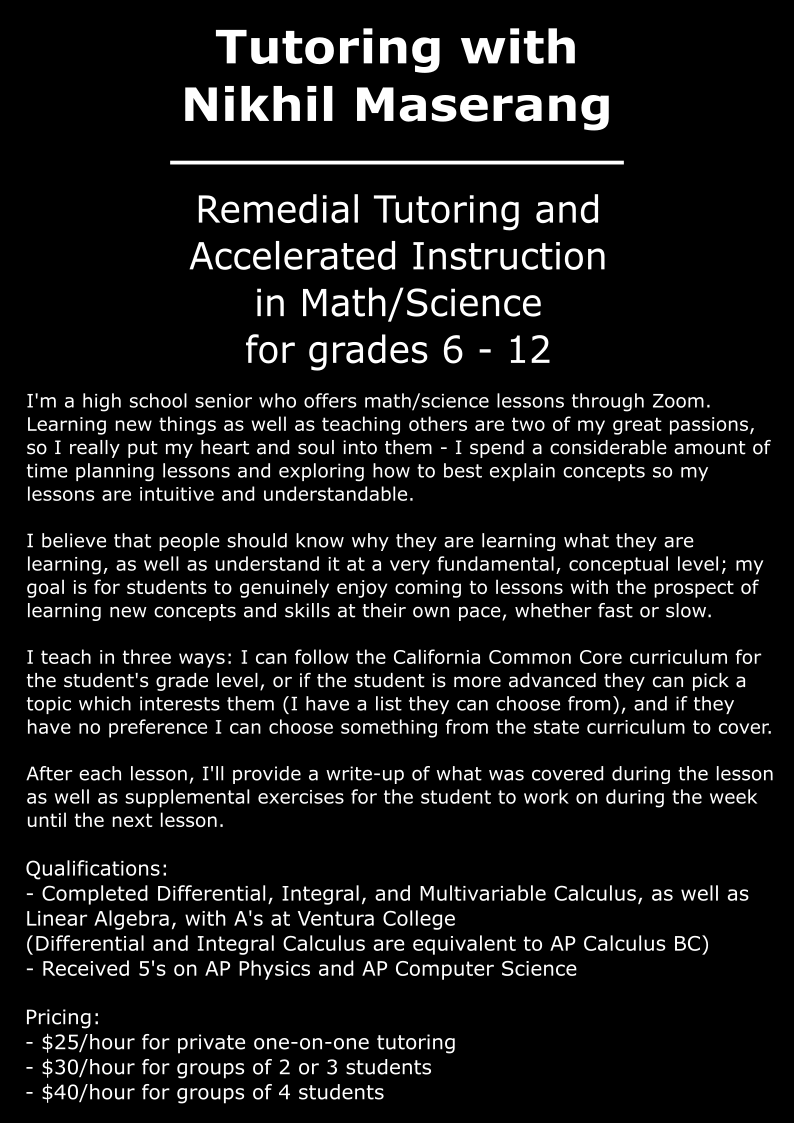 Tutoring with
Nikhil Maserang
Remedial Tutoring and
Accelerated Instruction
in Math/Science
for grades 6 - 12
I'm a high school senior who offers math/science lessons through Zoom.
Learning new things as well as teaching others are two of my great passions,
so I really put my heart and soul into them - I spend a considerable amount of
time planning lessons and exploring how to best explain concepts so my
lessons are intuitive and understandable.
I believe that people should know why they are learning what they are
learning, as well as understand it at a very fundamental, conceptual level; my
goal is for students to genuinely enjoy coming to lessons with the prospect of
learning new concepts and skills at their own pace, whether fast or slow.
I teach in three ways: I can follow the California Common Core curriculum for
the student's grade level, or if the student is more advanced they can pick a
topic which interests them (I have a list they can choose from), and if they
have no preference I can choose something from the state curriculum to cover.
After each lesson, I'll provide a write-up of what was covered during the lesson
as well as supplemental exercises for the student to work on during the week
until the next lesson.
Qualifications:
- Completed Differential, Integral, and Multivariable Calculus, as well as
Linear Algebra, with A's at Ventura College
(Differential and Integral Calculus are equivalent to AP Calculus BC)
- Received 5's on AP Physics and AP Computer Science
Pricing:
- $25/hour for private one-on-one tutoring
- $30/hour for groups of 2 or 3 students
- $40/hour for groups of 4 students